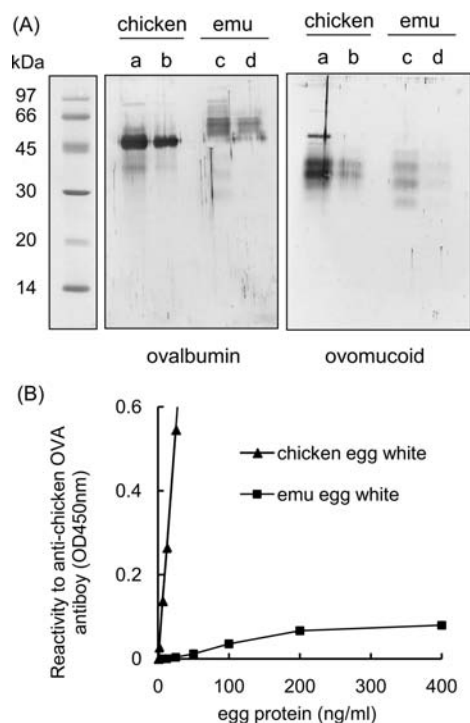 (A)
chicken emu chicken emu
kDa a b c d a b c d
97
66
45
30
20
14
ovalbumin ovomucoid
(B)
0.6
0.4
0.2
0
Reactivity to anti-chicken OVA
antiboy (OD450nm)
chicken egg white
emu egg white
0 100 200 300 400
egg protein (ng/ml)